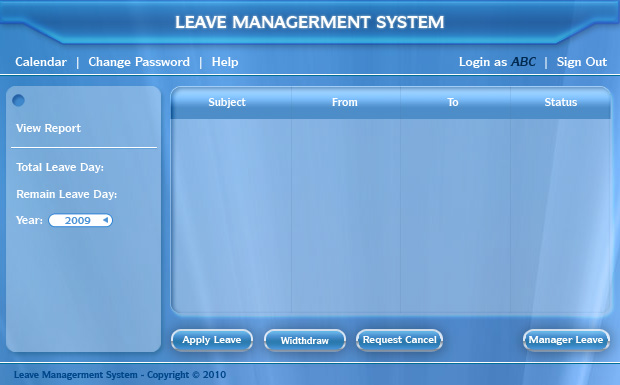 LEAVE MANAGERMENT SYSTEM
Calendar | Change Password | Help
Login as ABC | Sign Out
Subject From To Status
View Report
Total Leave Day:
Remain Leave Day:
Year: 2009
Apply Leave Widthdraw Request Cancel Manager Leave
Leave Managerment System - Copyright © 2010